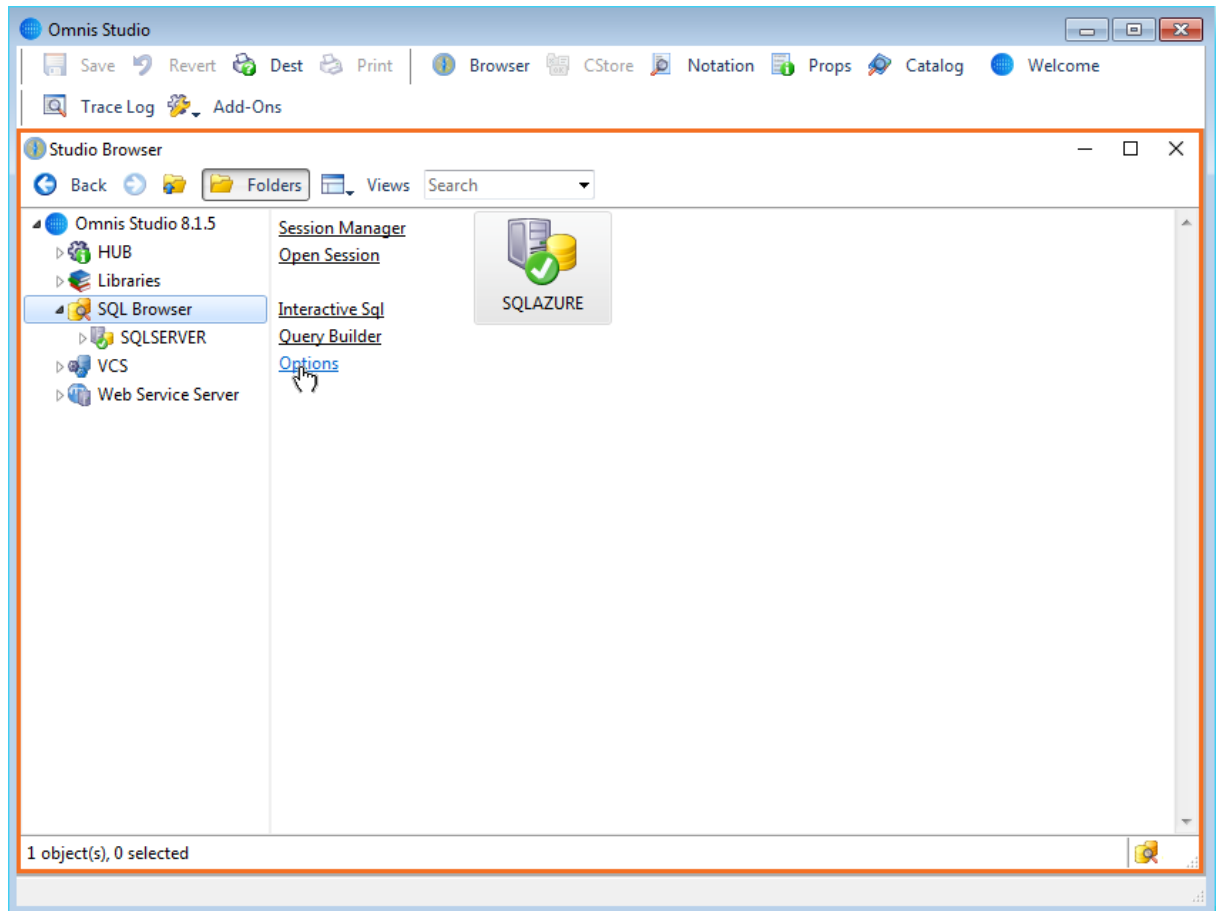 Omnis Studio
Save Revert Dest Print Browser CStore Notation Props Catalog Welcome
Trace Log Add-Ons
Studio Browser
Back Folders Views Search
Omnis Studio 8.1.5
HUB
Libraries
SQL Browser
SQLSERVER
VCS
Web Service Server
Session Manager
Open Session
Interactive Sql
Query Builder
Options
SQLAZURE
1 object(s), 0 selected